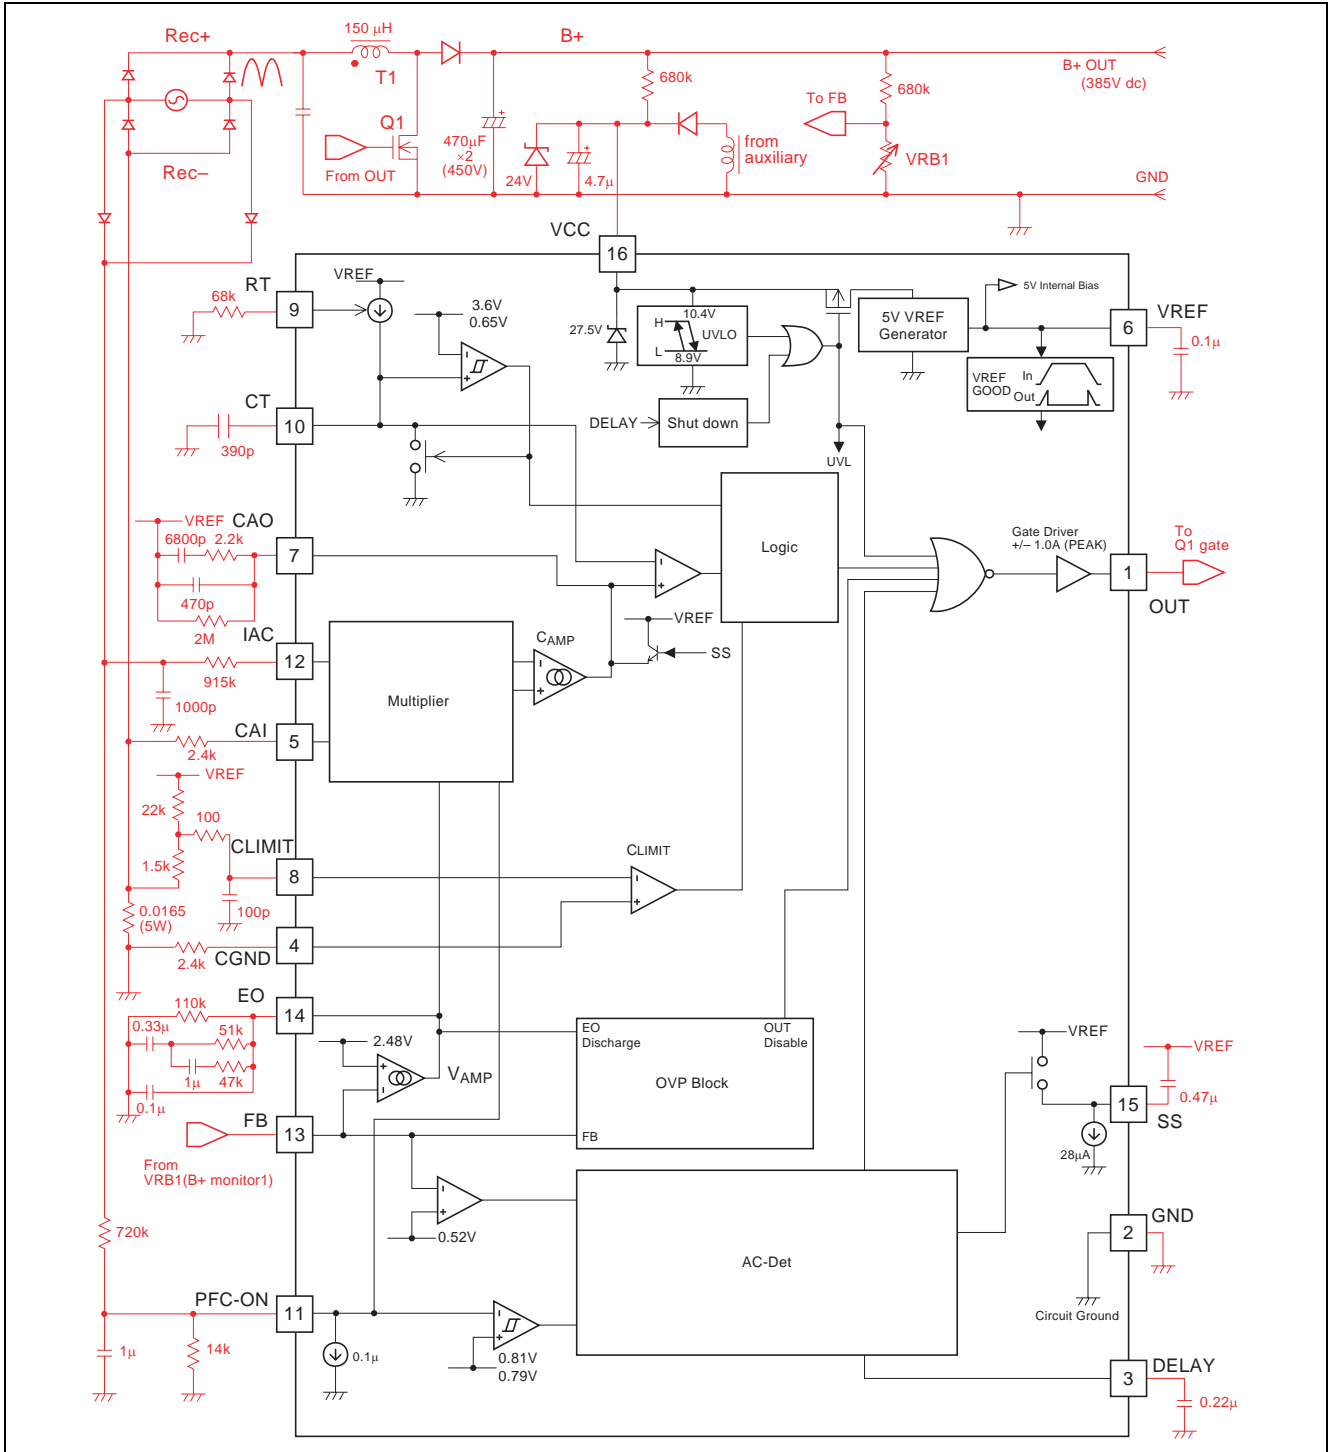 150 μH
Rec+
B+
T1
680k
B+ OUT
(385V dc)
To FB
680k
Q1
470μF
×2
(450V)
from
auxiliary
VRB1
Rec–
From OUT
24V
4.7μ
GND
VCC
16
RT
VREF
68k
9
3.6V
0.65V
10.4V
H
UVLO
L
8.9V
27.5V
5V VREF
Generator
5V Internal Bias
VREF
6
0.1μ
VREF
GOOD
In
Out
CT
10
390p
DELAY
Shut down
UVL
VREF
CAO
6800p
2.2k
7
470p
2M
Logic
Gate Driver
+/– 1.0A (PEAK)
To
Q1 gate
1
OUT
IAC
12
915k
1000p
VREF
CAMP
SS
Multiplier
CAI
5
2.4k
VREF
22k
100
CLIMIT
1.5k
8
CLIMIT
0.0165
(5W)
100p
4
CGND
2.4k
EO
110k
14
0.33μ
51k
1μ
47k
0.1μ
2.48V
VAMP
EO
Discharge
OUT
Disable
OVP Block
FB
VREF
VREF
0.47μ
15
SS
28μA
FB
13
From
VRB1(B+ monitor1)
0.52V
AC-Det
GND
2
Circuit Ground
720k
PFC-ON
11
1μ
14k
0.1μ
0.81V
0.79V
DELAY
3
0.22μ